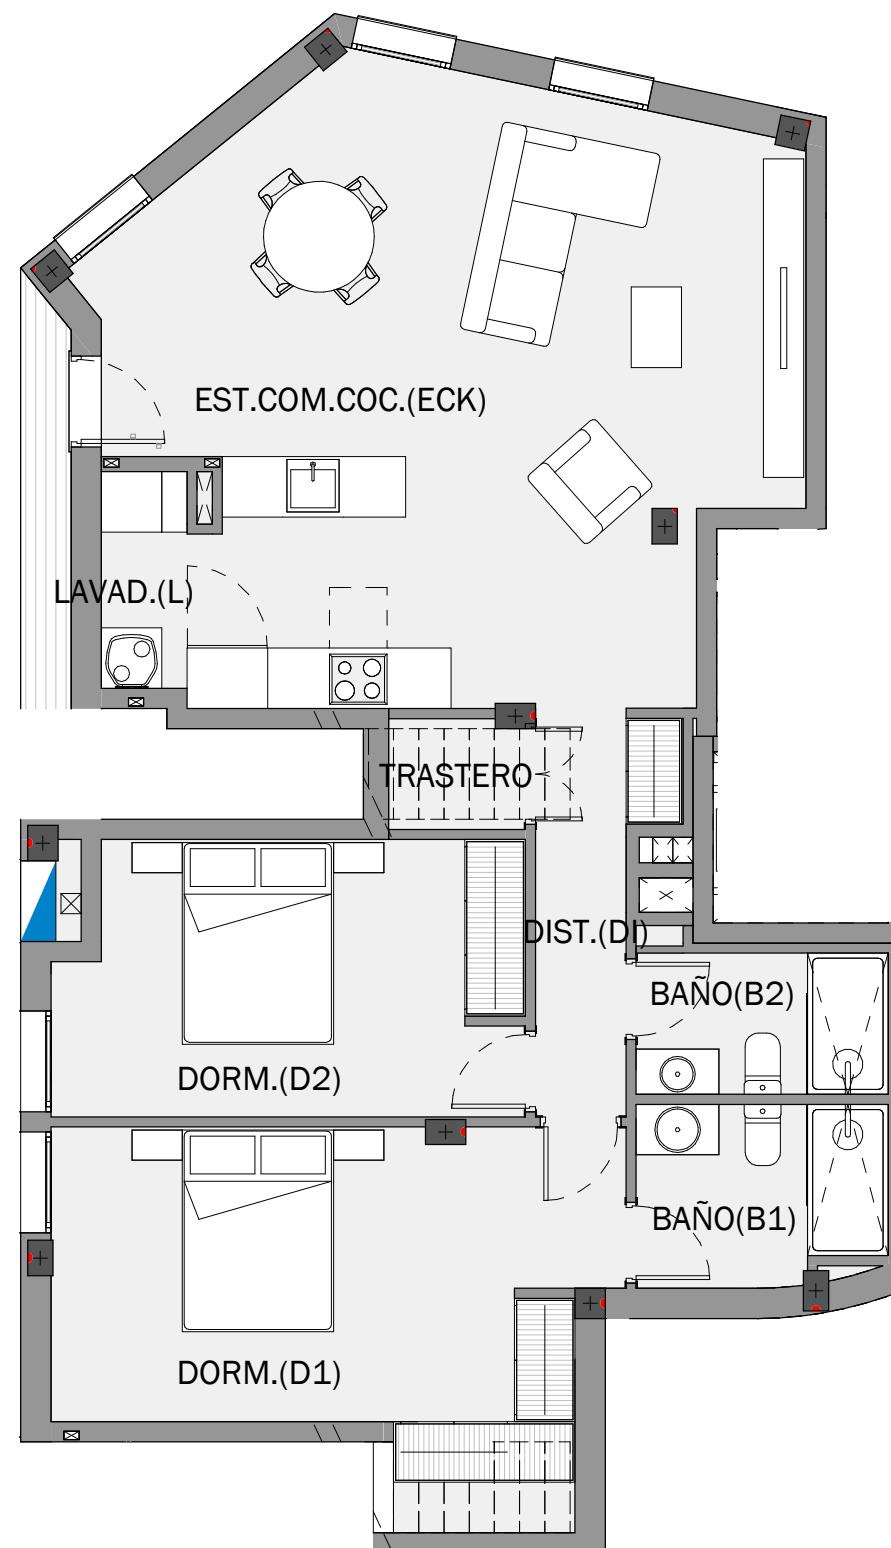 EST.COM.COC.(ECK)
LAVAD.(L)
TRASTERO
DIST.(DI)
BAÑO(B2)
DORM.(D2)
BAÑO(B1)
DORM.(D1)